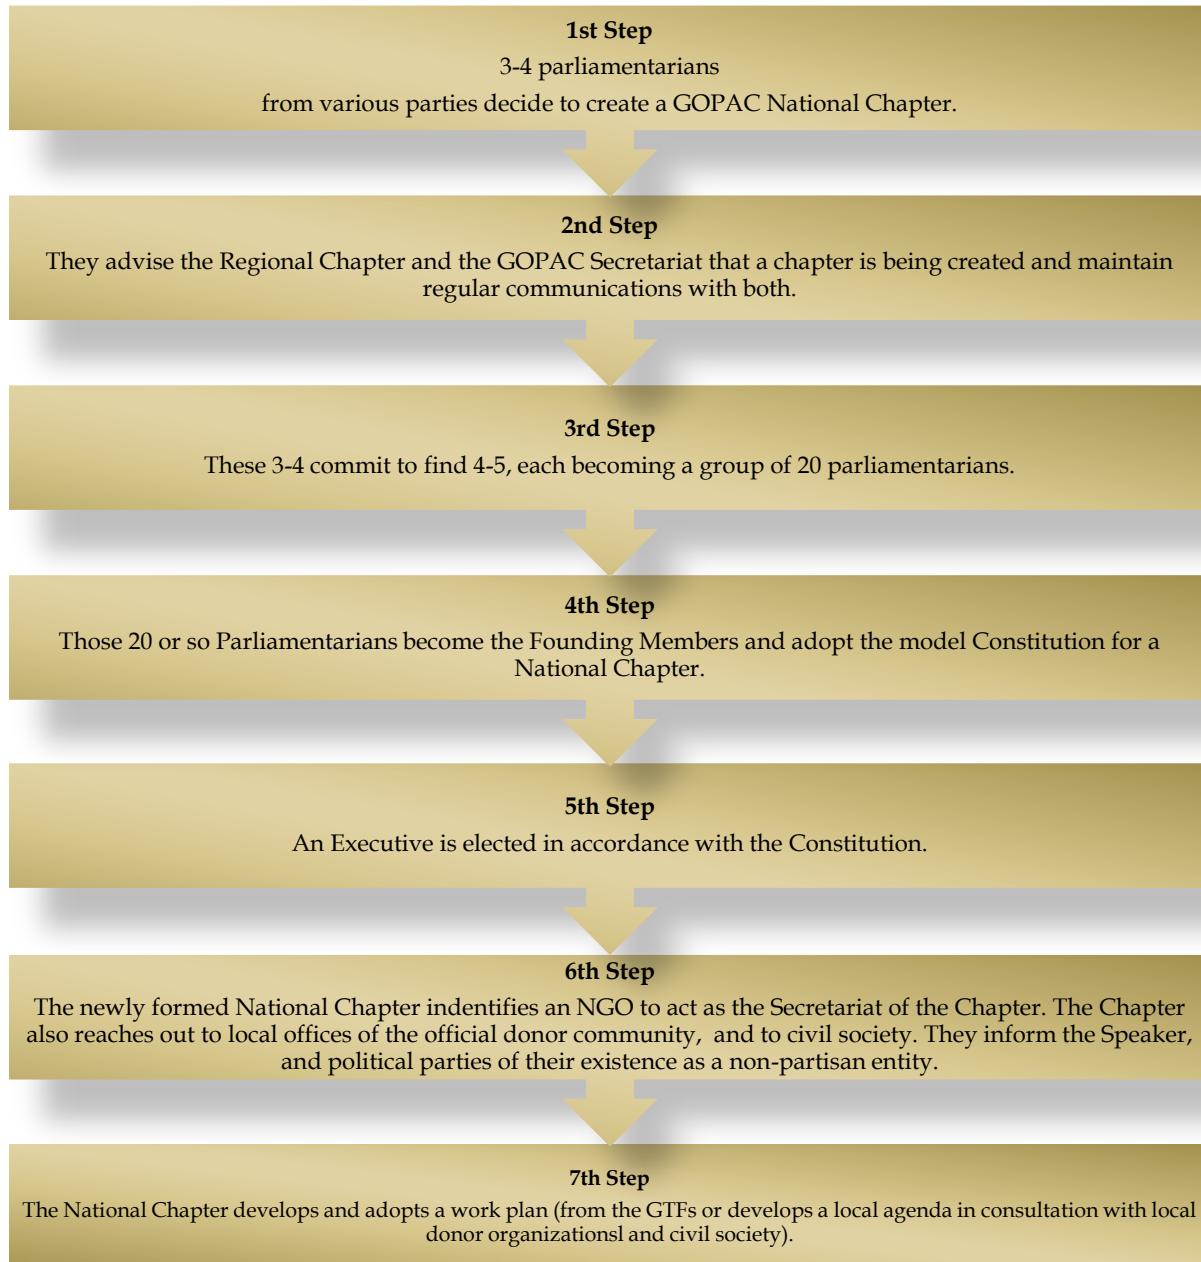 1st Step
3-4 parliamentarians
from various parties decide to create a GOPAC National Chapter.
2nd Step
They advise the Regional Chapter and the GOPAC Secretariat that a chapter is being created and maintain
regular communications with both.
3rd Step
These 3-4 commit to find 4-5, each becoming a group of 20 parliamentarians.
4th Step
Those 20 or so Parliamentarians become the Founding Members and adopt the model Constitution for a
National Chapter.
5th Step
An Executive is elected in accordance with the Constitution.
6th Step
The newly formed National Chapter indentifies an NGO to act as the Secretariat of the Chapter. The Chapter
also reaches out to local offices of the official donor community,  and to civil society. They inform the Speaker,
and political parties of their existence as a non-partisan entity.
7th Step
The National Chapter develops and adopts a work plan (from the GTFs or develops a local agenda in consultation with local
donor organizationsl and civil society).